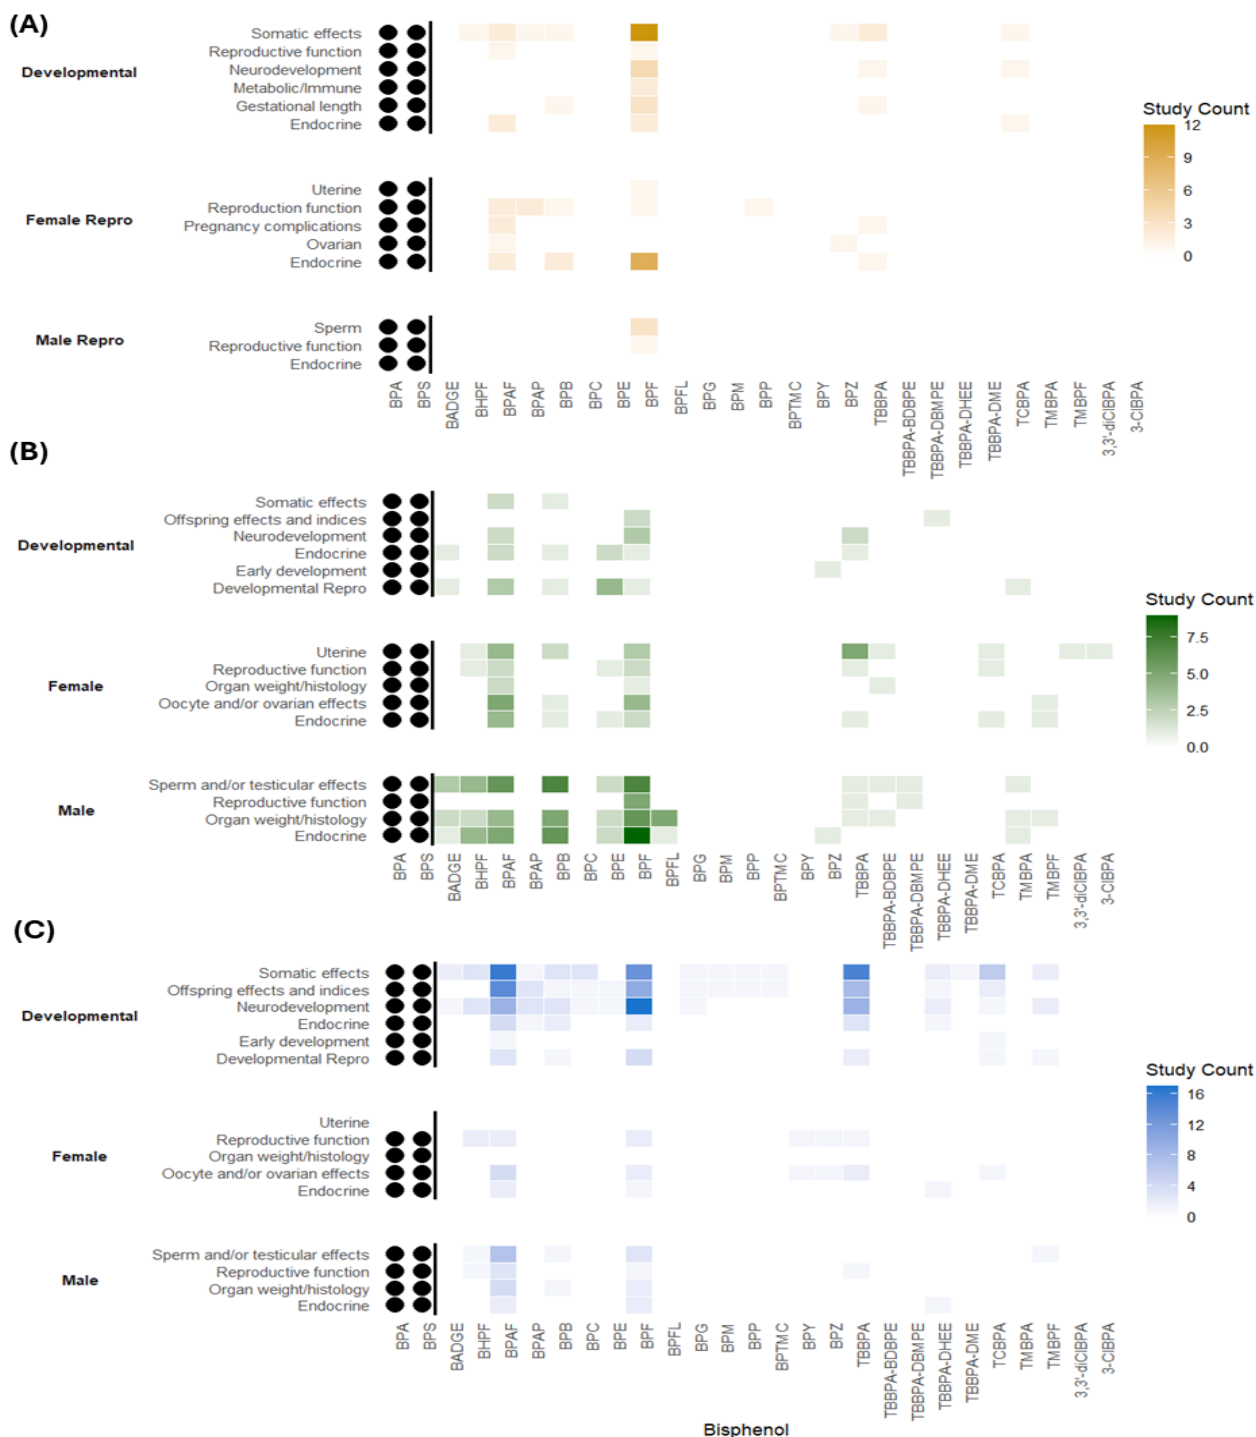 (A)
Somatic effects
Reproductive function
Developmental
Neurodevelopment
Metabolic/Immune
Gestational length
Endocrine
Study Count
12
9
6
3
0
Uterine
Reproduction function
Female Repro
Pregnancy complications
Ovarian
Endocrine
Sperm
Male Repro
Reproductive function
Endocrine
BPA
BPS
BADGE
BHPF
BPAF
BPAP
BPB
BPC
BPE
BPF
BPFL
BPG
BPM
BPP
BPTMC
BPY
BPZ
TBBPA
TBBPA-BDBPE
TBBPA-DBMPE
TBBPA-DHEE
TBBPA-DME
TCBPA
TMBPA
TMBPF
3,3'-diClBPA
3-ClBPA
(B)
Somatic effects
Offspring effects and indices
Neurodevelopment
Developmental
Endocrine
Early development
Developmental Repro
Study Count
7.5
5.0
2.5
0.0
Uterine
Reproductive function
Female
Organ weight/histology
Oocyte and/or ovarian effects
Endocrine
Sperm and/or testicular effects
Reproductive function
Male
Organ weight/histology
Endocrine
BPA
BPS
BADGE
BHPF
BPAF
BPAP
BPB
BPC
BPE
BPF
BPFL
BPG
BPM
BPP
BPTMC
BPY
BPZ
TBBPA
TBBPA-BDBPE
TBBPA-DBMPE
TBBPA-DHEE
TBBPA-DME
TCBPA
TMBPA
TMBPF
3,3'-diClBPA
3-ClBPA
(C)
Somatic effects
Offspring effects and indices
Neurodevelopment
Developmental
Endocrine
Early development
Developmental Repro
Study Count
16
12
8
4
0
Uterine
Reproductive function
Female
Organ weight/histology
Oocyte and/or ovarian effects
Endocrine
Sperm and/or testicular effects
Reproductive function
Male
Organ weight/histology
Endocrine
BPA
BPS
BADGE
BHPF
BPAF
BPAP
BPB
BPC
BPE
BPF
BPFL
BPG
BPM
BPP
BPTMC
BPY
BPZ
TBBPA
TBBPA-BDBPE
TBBPA-DBMPE
TBBPA-DHEE
TBBPA-DME
TCBPA
TMBPA
TMBPF
3,3'-diClBPA
3-ClBPA
Bisphenol